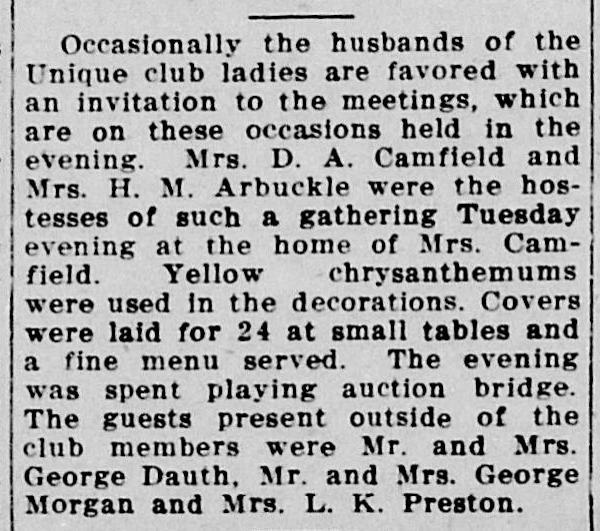 Occasionally the husbands of the
Unique club ladies are favored with
an invitation to the meetings, which
are on these occasions held in the
evening. Mrs. D. A. Camfield and
Mrs. H. M. Arbuckle were the hos-
tesses of such a gathering Tuesday
evening at the home of Mrs. Cam-
field. Yellow chrysanthemums
were used in the decorations. Covers
were laid for 24 at small tables and
a fine menu served. The evening
was spent playing auction bridge.
The guests present outside of the
club members were Mr. and Mrs.
George Dauth, Mr. and Mrs. George
Morgan and Mrs. L. K. Preston.